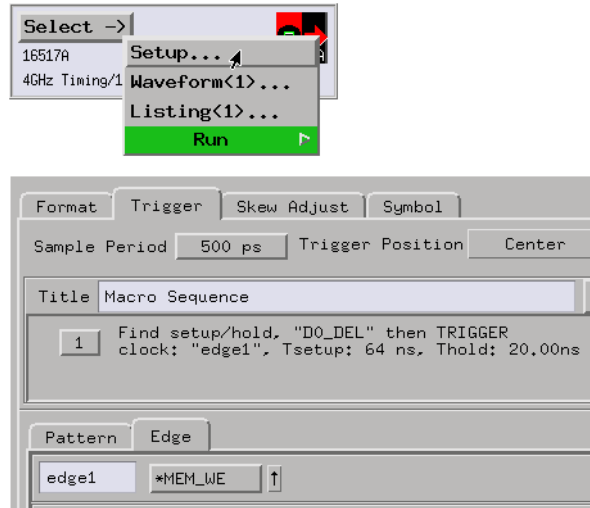 Select ->
16517A
Setup...
4GHz Timing/1
Waveform<1>...
Listing<1>...
Run
Format Trigger Skew Adjust Symbol
Sample Period 500 ps Trigger Position Center
Title Macro Sequence
1 Find setup/hold, "D0_DEL" then TRIGGER
clock: "edge1", Tsetup: 64 ns, Thold: 20.00ns
Pattern Edge
edge1 *MEM_WE ↑